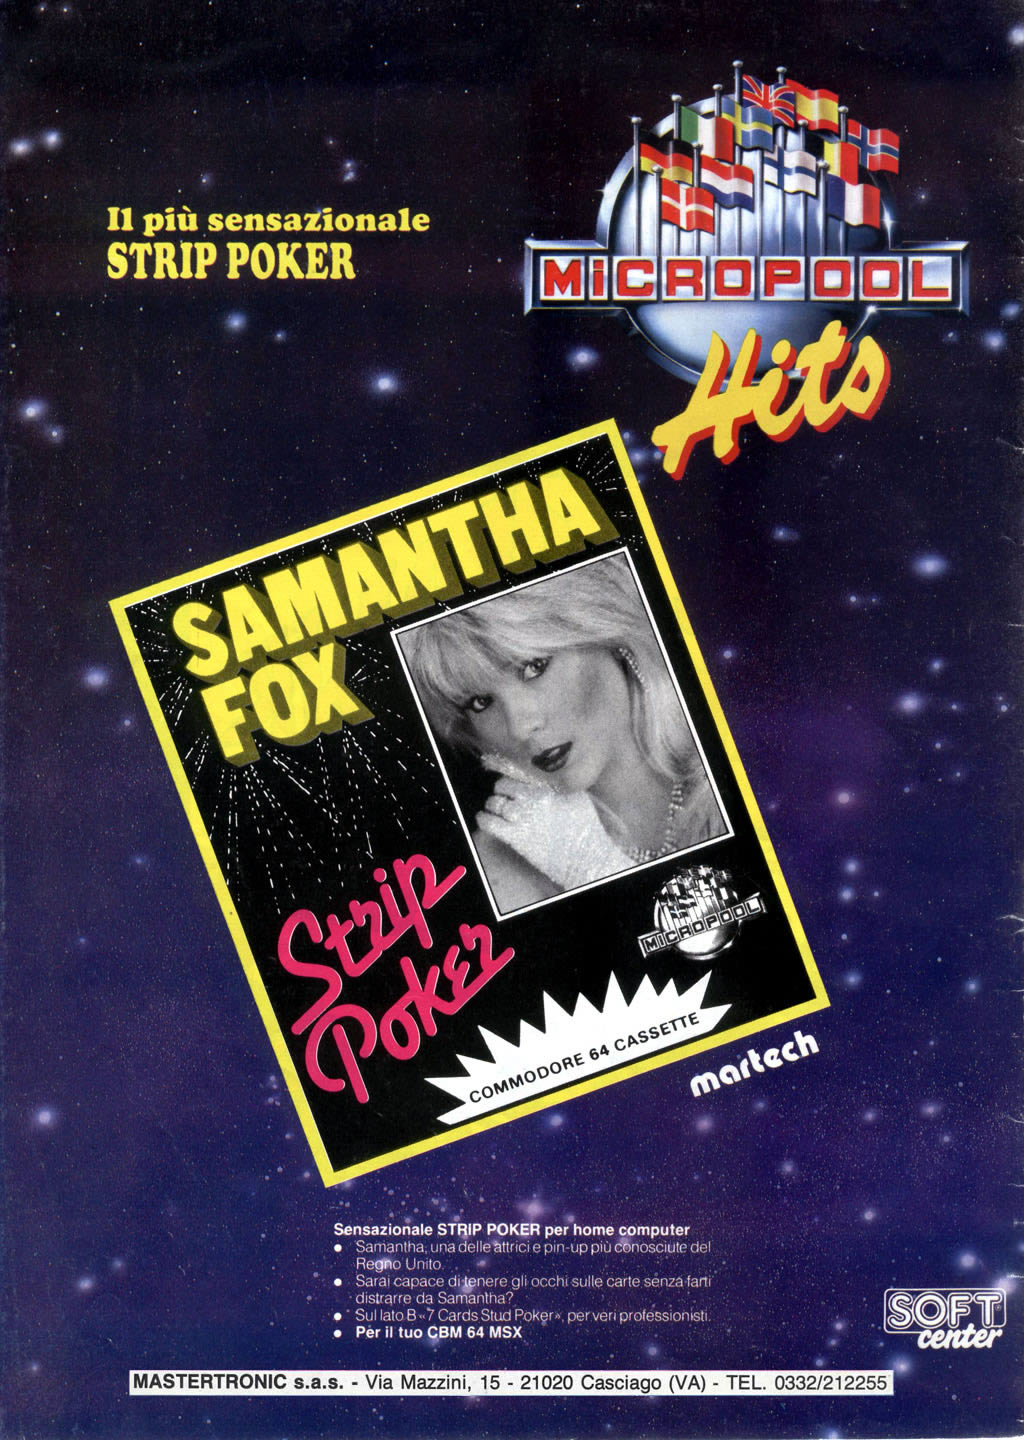 Il più sensazionale
STRIP POKER
MiCROPOOL
Hits
SAMANTHA
FOX
Strip
Poker
MiCROPOOL
COMMODORE 64 CASSETTE
martech
Sensazionale STRIP POKER per home computer
● Samantha, una delle attrici e pin-up più conosciute del
Regno Unito.
● Sarai capace di tenere gli occhi sulle carte senza farti
distrarre da Samantha?
● Sul lato B «7 Cards Stud Poker», per veri professionisti.
● Per il tuo CBM 64 MSX
SOFT
center
MASTERTRONIC s.a.s. - Via Mazzini, 15 - 21020 Casciago (VA) - TEL. 0332/212255